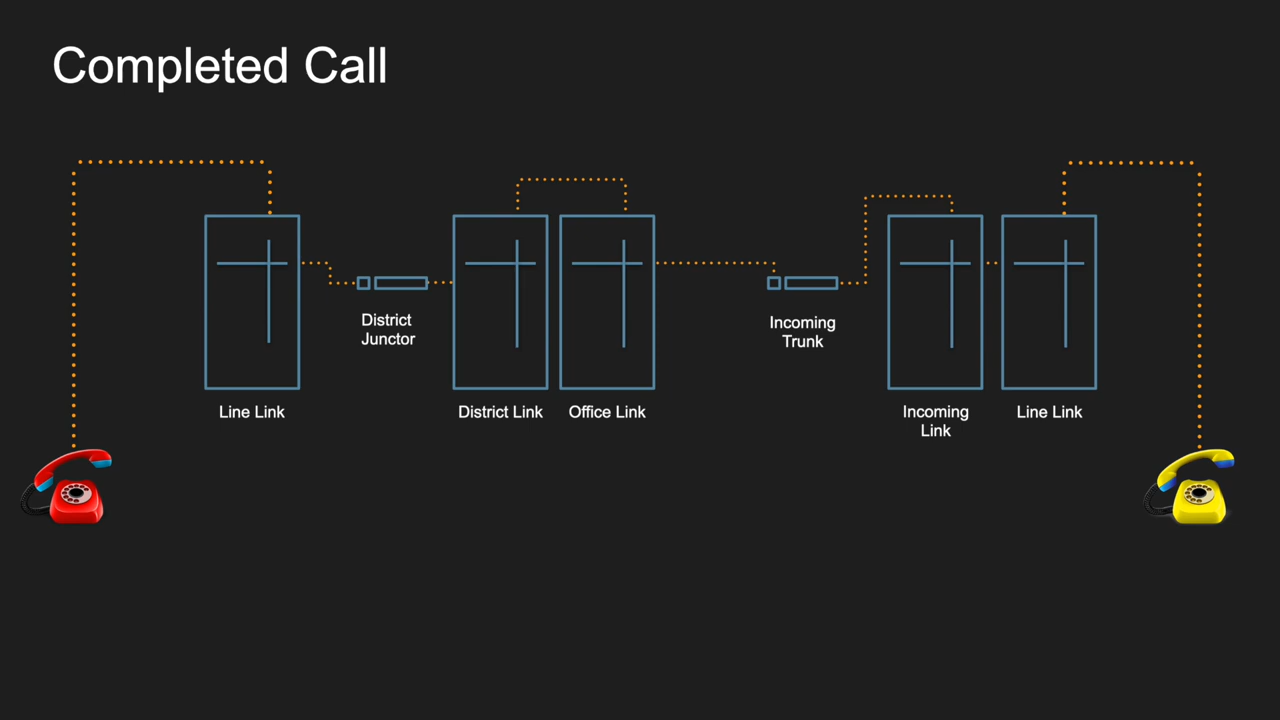 Completed Call
District
Junctor
Incoming
Trunk
Line Link
District Link
Office Link
Incoming
Link
Line Link